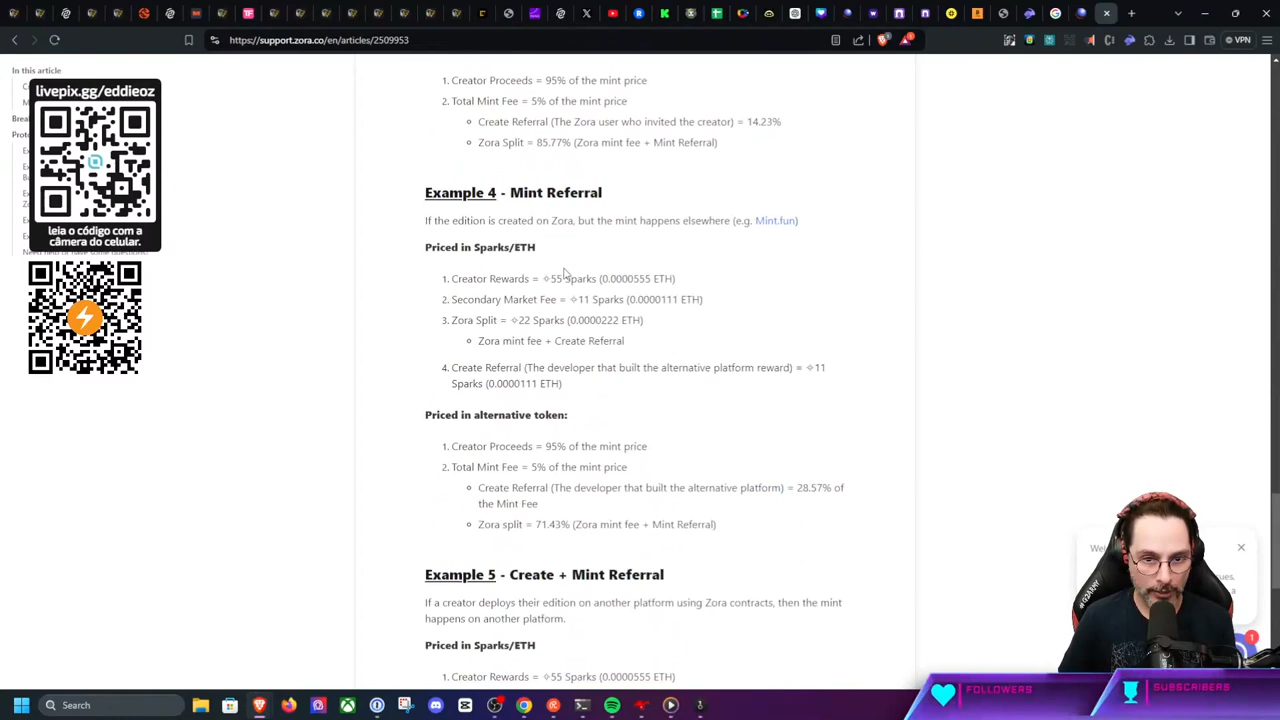 VPN
https://support.zora.co/en/articles/2509953
In this article
livepix.gg/eddieoz
leia o código com a
câmera do celular.
1. Creator Proceeds = 95% of the mint price
2. Total Mint Fee = 5% of the mint price
Create Referral (The Zora user who invited the creator) = 14.23%
Zora Split = 85.77% (Zora mint fee + Mint Referral)
Example 4 - Mint Referral
If the edition is created on Zora, but the mint happens elsewhere (e.g. Mint.fun)
Priced in Sparks/ETH
1. Creator Rewards = ✧55 Sparks (0.0000555 ETH)
2. Secondary Market Fee = ✧11 Sparks (0.0000111 ETH)
3. Zora Split = ✧22 Sparks (0.0000222 ETH)
Zora mint fee + Create Referral
4. Create Referral (The developer that built the alternative platform reward) = ✧11
Sparks (0.0000111 ETH)
Priced in alternative token:
1. Creator Proceeds = 95% of the mint price
2. Total Mint Fee = 5% of the mint price
Create Referral (The developer that built the alternative platform) = 28.57% of
the Mint Fee
Zora split = 71.43% (Zora mint fee + Mint Referral)
Example 5 - Create + Mint Referral
If a creator deploys their edition on another platform using Zora contracts, then the mint
happens on another platform.
Priced in Sparks/ETH
1. Creator Rewards = ✧55 Sparks (0.0000555 ETH)
#G2ARMY
1
FOLLOWERS
SUBSCRIBERS
Search